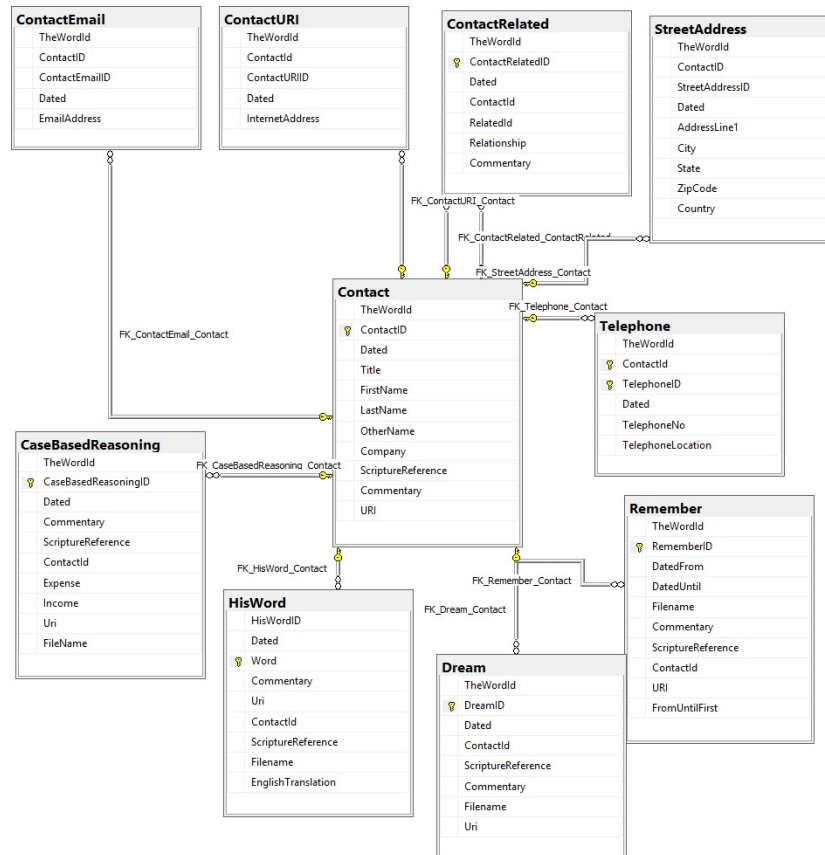 ContactEmail
TheWordId
ContactID
ContactEmailID
Dated
EmailAddress
ContactURI
TheWordId
ContactId
ContactURIID
Dated
InternetAddress
ContactRelated
TheWordId
ContactRelatedID
Dated
ContactId
RelatedId
Relationship
Commentary
StreetAddress
TheWordId
ContactID
StreetAddressID
Dated
AddressLine1
City
State
ZipCode
Country
FK_ContactURI_Contact
FK_ContactRelated_ContactRelated
FK_StreetAddress_Contact
FK_Telephone_Contact
FK_ContactEmail_Contact
Contact
TheWordId
ContactID
Dated
Title
FirstName
LastName
OtherName
Company
ScriptureReference
Commentary
URI
Telephone
TheWordId
ContactId
TelephoneID
Dated
TelephoneNo
TelephoneLocation
CaseBasedReasoning
TheWordId
CaseBasedReasoningID
Dated
Commentary
ScriptureReference
ContactId
Expense
Income
Uri
FileName
FK_CaseBasedReasoning_Contact
FK_HisWord_Contact
FK_Remember_Contact
FK_Dream_Contact
Remember
TheWordId
RememberID
DatedFrom
DatedUntil
Filename
Commentary
ScriptureReference
ContactId
URI
FromUntilFirst
HisWord
HisWordID
Dated
Word
Commentary
Uri
ContactId
ScriptureReference
Filename
EnglishTranslation
Dream
TheWordId
DreamID
Dated
ContactId
ScriptureReference
Commentary
Filename
Uri